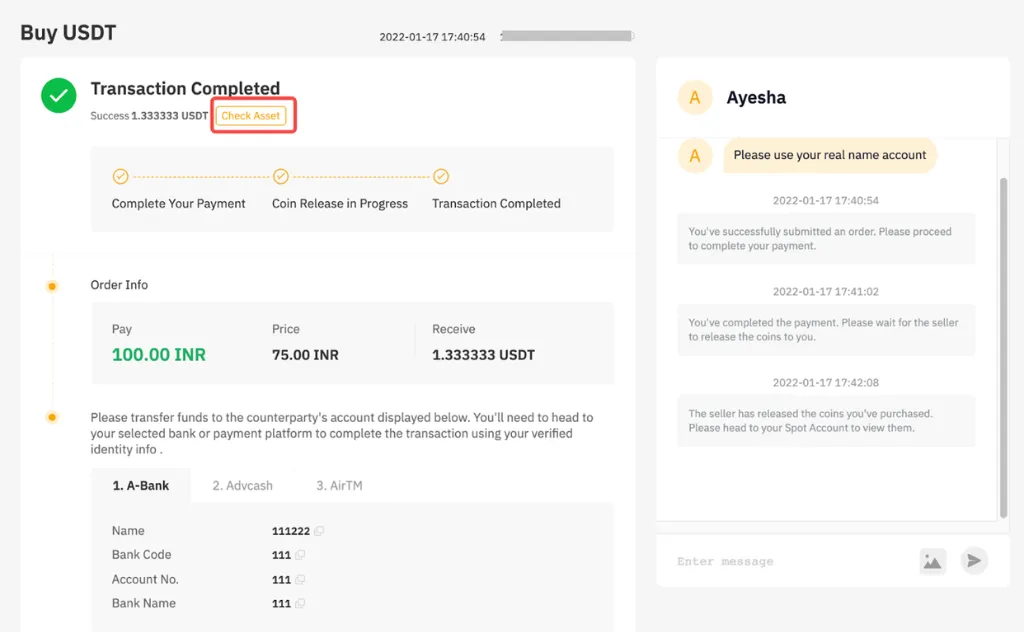 Buy USDT
2022-01-17 17:40:54
Transaction Completed
Success 1.333333 USDT Check Asset
Complete Your Payment Coin Release in Progress Transaction Completed
Order Info
Pay Price Receive
100.00 INR 75.00 INR 1.333333 USDT
Please transfer funds to the counterparty's account displayed below. You'll need to head to
your selected bank or payment platform to complete the transaction using your verified
identity info .
1. A-Bank 2. Advcash 3. AirTM
Name 111222
Bank Code 111
Account No. 111
Bank Name 111
A Ayesha
A Please use your real name account
2022-01-17 17:40:54
You've successfully submitted an order. Please proceed
to complete your payment.
2022-01-17 17:41:02
You've completed the payment. Please wait for the seller
to release the coins to you.
2022-01-17 17:42:08
The seller has released the coins you've purchased.
Please head to your Spot Account to view them.
Enter message